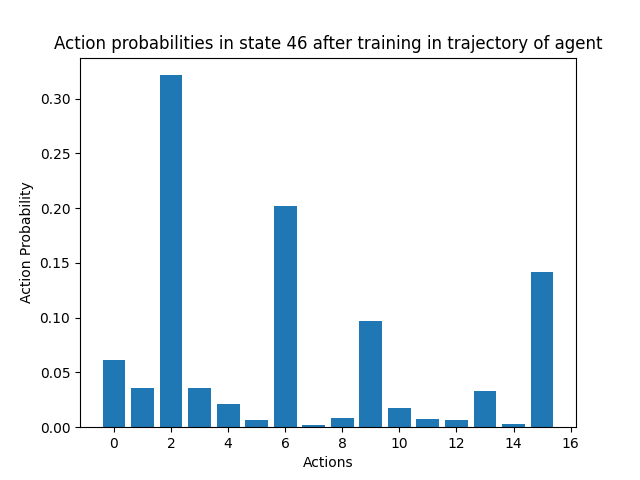 Action probabilities in state 46 after training in trajectory of agent
0.30
0.25
0.20
0.15
0.10
0.05
0.00
Action Probability
0 2 4 6 8 10 12 14 16
Actions